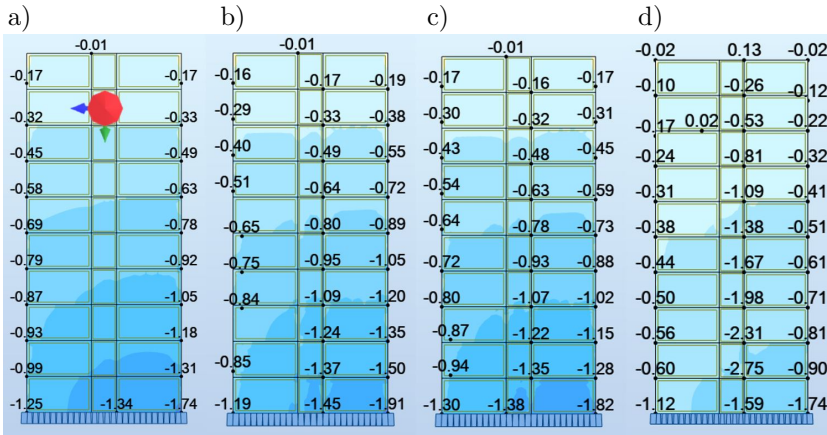 a) b) c) d)
-0.01 -0.01 -0.01 -0.02 0.13 -0.02
-0.17 -0.17 -0.16 -0.17 -0.19 -0.17 -0.16 -0.17 -0.10 -0.26 -0.12
-0.32 -0.33 -0.29 -0.33 -0.38 -0.30 -0.32 -0.31 -0.17 0.02 -0.53 -0.22
-0.45 -0.49 -0.40 -0.49 -0.55 -0.43 -0.48 -0.45 -0.24 -0.81 -0.32
-0.58 -0.63 -0.51 -0.64 -0.72 -0.54 -0.63 -0.59 -0.31 -1.09 -0.41
-0.69 -0.78 -0.65 -0.80 -0.89 -0.64 -0.78 -0.73 -0.38 -1.38 -0.51
-0.79 -0.92 -0.75 -0.95 -1.05 -0.72 -0.93 -0.88 -0.44 -1.67 -0.61
-0.87 -1.05 -0.84 -1.09 -1.20 -0.80 -1.07 -1.02 -0.50 -1.98 -0.71
-0.93 -1.18 -1.24 -1.35 -0.87 -1.22 -1.15 -0.56 -2.31 -0.81
-0.99 -1.31 -0.85 -1.37 -1.50 -0.94 -1.35 -1.28 -0.60 -2.75 -0.90
-1.25 -1.34 -1.74 -1.19 -1.45 -1.91 -1.30 -1.38 -1.82 -1.12 -1.59 -1.74